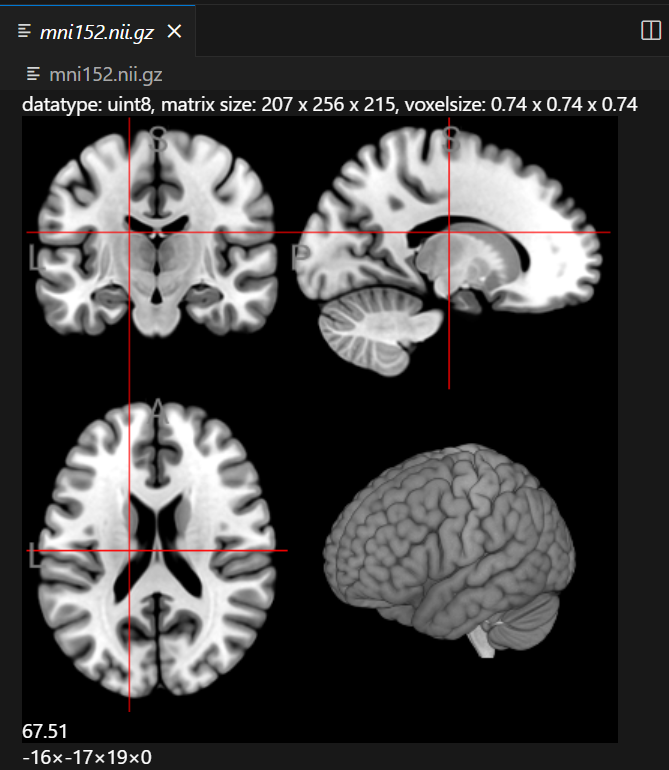 mni152.nii.gz
mni152.nii.gz
datatype: uint8, matrix size: 207 x 256 x 215, voxelsize: 0.74 x 0.74 x 0.74
S S
L P
A
L
67.51
-16×-17×19×0